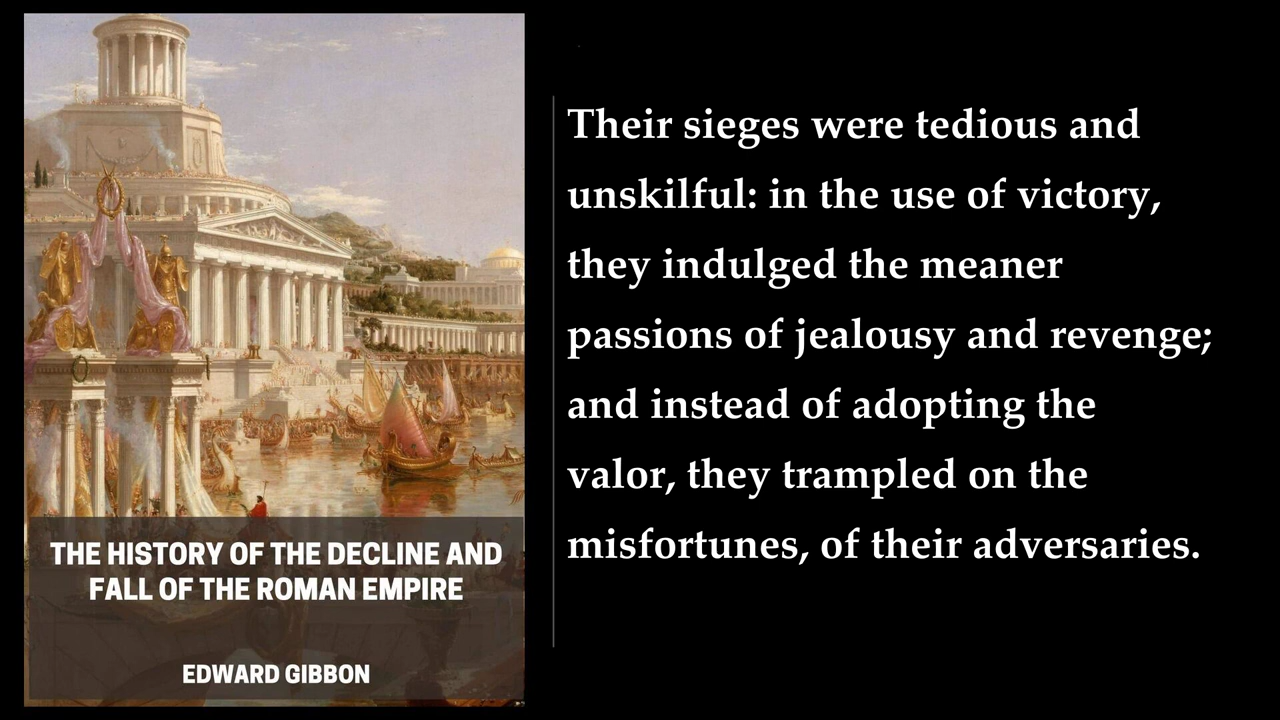 THE HISTORY OF THE DECLINE AND
FALL OF THE ROMAN EMPIRE
EDWARD GIBBON
Their sieges were tedious and
unskilful: in the use of victory,
they indulged the meaner
passions of jealousy and revenge;
and instead of adopting the
valor, they trampled on the
misfortunes, of their adversaries.